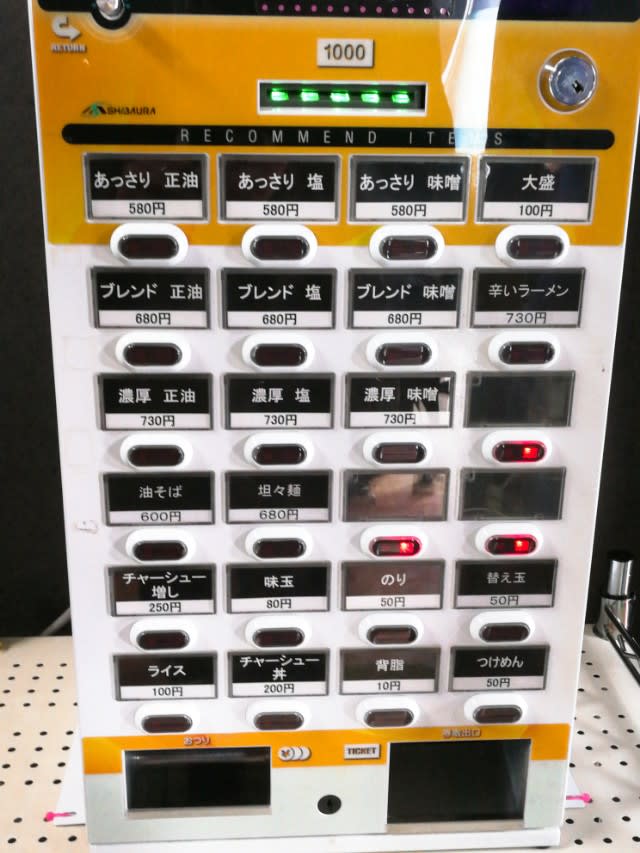 RETURN
1000
SHIBAURA
RECOMMEND ITEMS
あっさり 正油 あっさり 塩 あっさり 味噌 大盛
580円 580円 580円 100円
ブレンド 正油 ブレンド 塩 ブレンド 味噌 辛いラーメン
680円 680円 680円 730円
濃厚 正油 濃厚 塩 濃厚 味噌
730円 730円 730円
油そば 坦々麺
600円 680円
チャーシュー増し 味玉 のり 替え玉
250円 80円 50円 50円
ライス チャーシュー丼 背脂 つけめん
100円 200円 10円 50円
おつり TICKET 券取出口